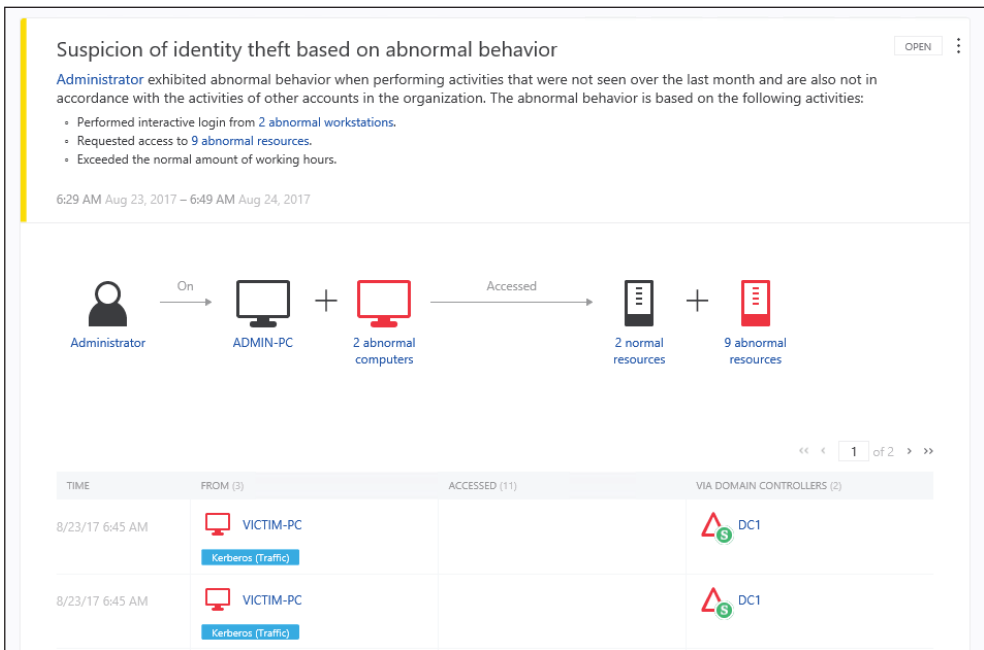 Suspicion of identity theft based on abnormal behavior
OPEN
Administrator exhibited abnormal behavior when performing activities that were not seen over the last month and are also not in
accordance with the activities of other accounts in the organization. The abnormal behavior is based on the following activities:
Performed interactive login from 2 abnormal workstations.
Requested access to 9 abnormal resources.
Exceeded the normal amount of working hours.
6:29 AM Aug 23, 2017 – 6:49 AM Aug 24, 2017
On
Accessed
Administrator
ADMIN-PC
2 abnormal
computers
2 normal
resources
9 abnormal
resources
1 of 2
TIME FROM (3) ACCESSED (11) VIA DOMAIN CONTROLLERS (2)
8/23/17 6:45 AM VICTIM-PC S DC1
Kerberos (Traffic)
8/23/17 6:45 AM VICTIM-PC S DC1
Kerberos (Traffic)